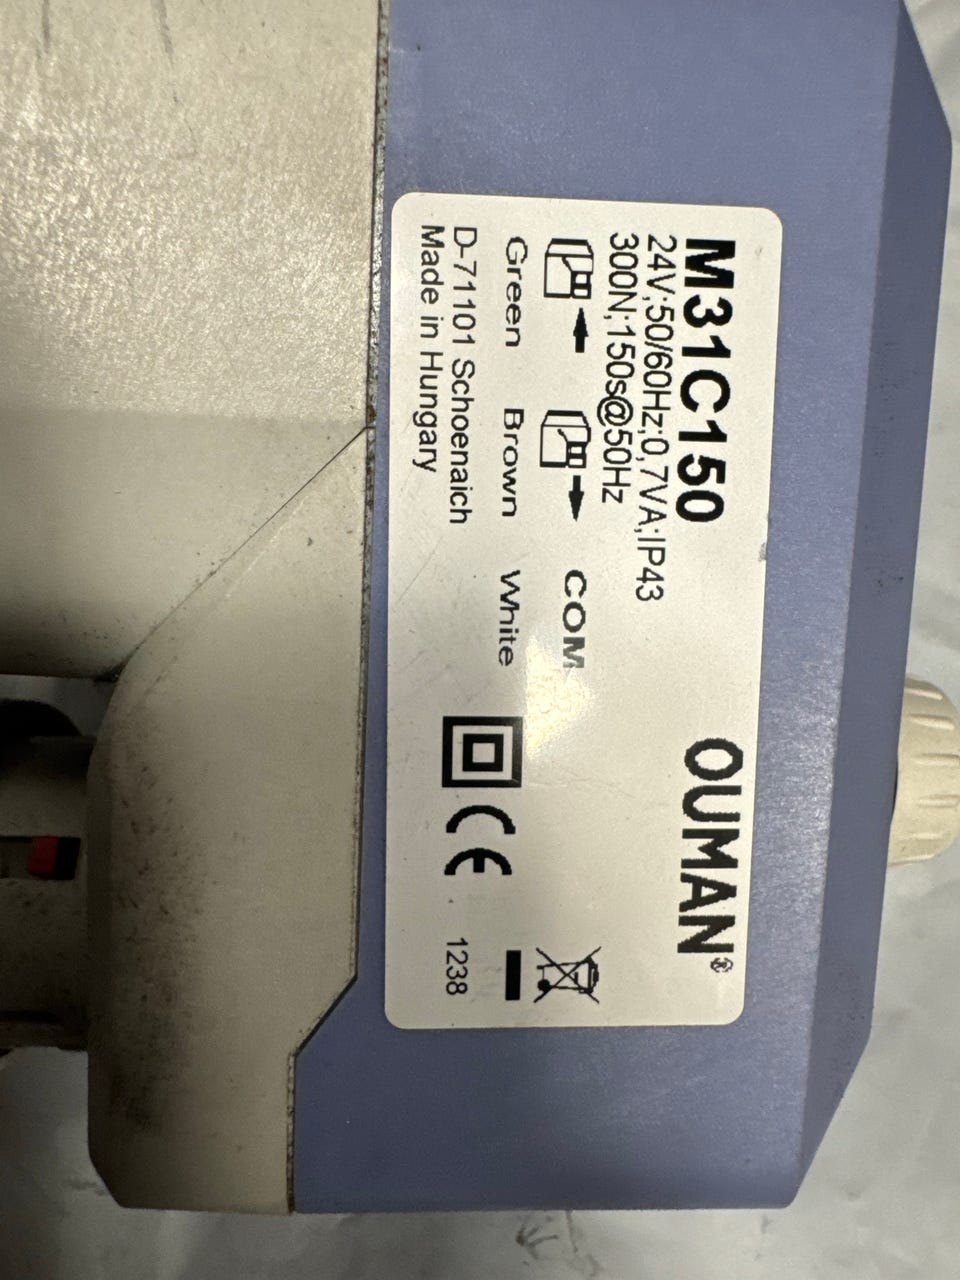 M31C150
OUMAN®
24V;50/60Hz;0,7VA;IP43
300N;150s@50Hz
COM
Green Brown White
D-71101 Schoenaich
Made in Hungary
CE
1238